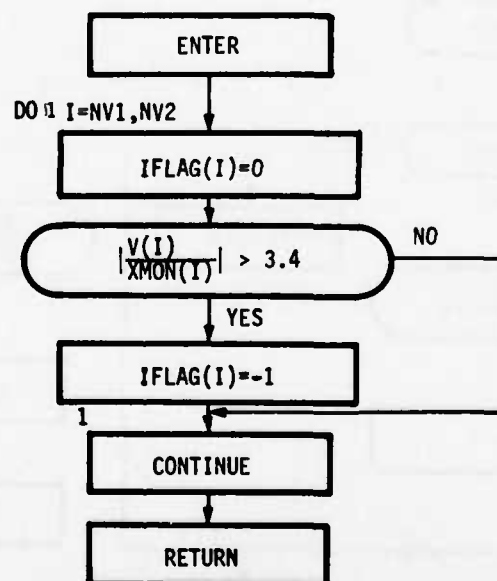 ENTER
DO 1 I=NV1,NV2
IFLAG(I)=0
|V(I)/XMON(I)| > 3.4
NO
YES
IFLAG(I)=-1
1
CONTINUE
RETURN